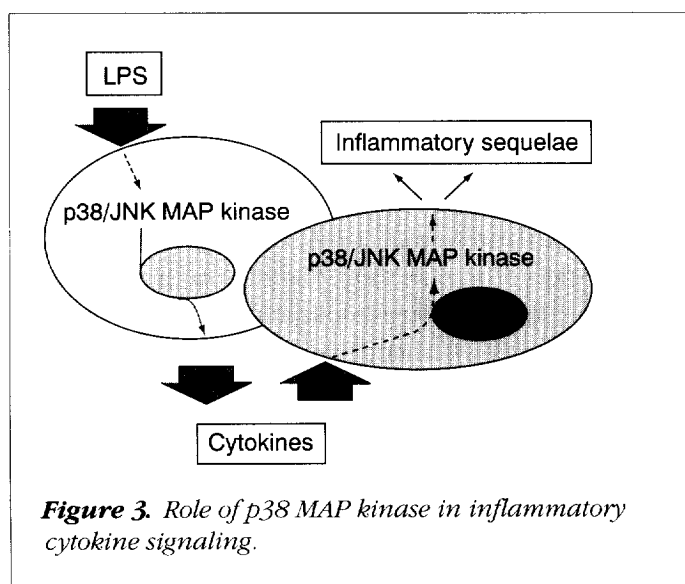 LPS
Inflammatory sequelae
p38/JNK MAP kinase
p38/JNK MAP kinase
Cytokines
Figure 3. Role of p38 MAP kinase in inflammatory
cytokine signaling.